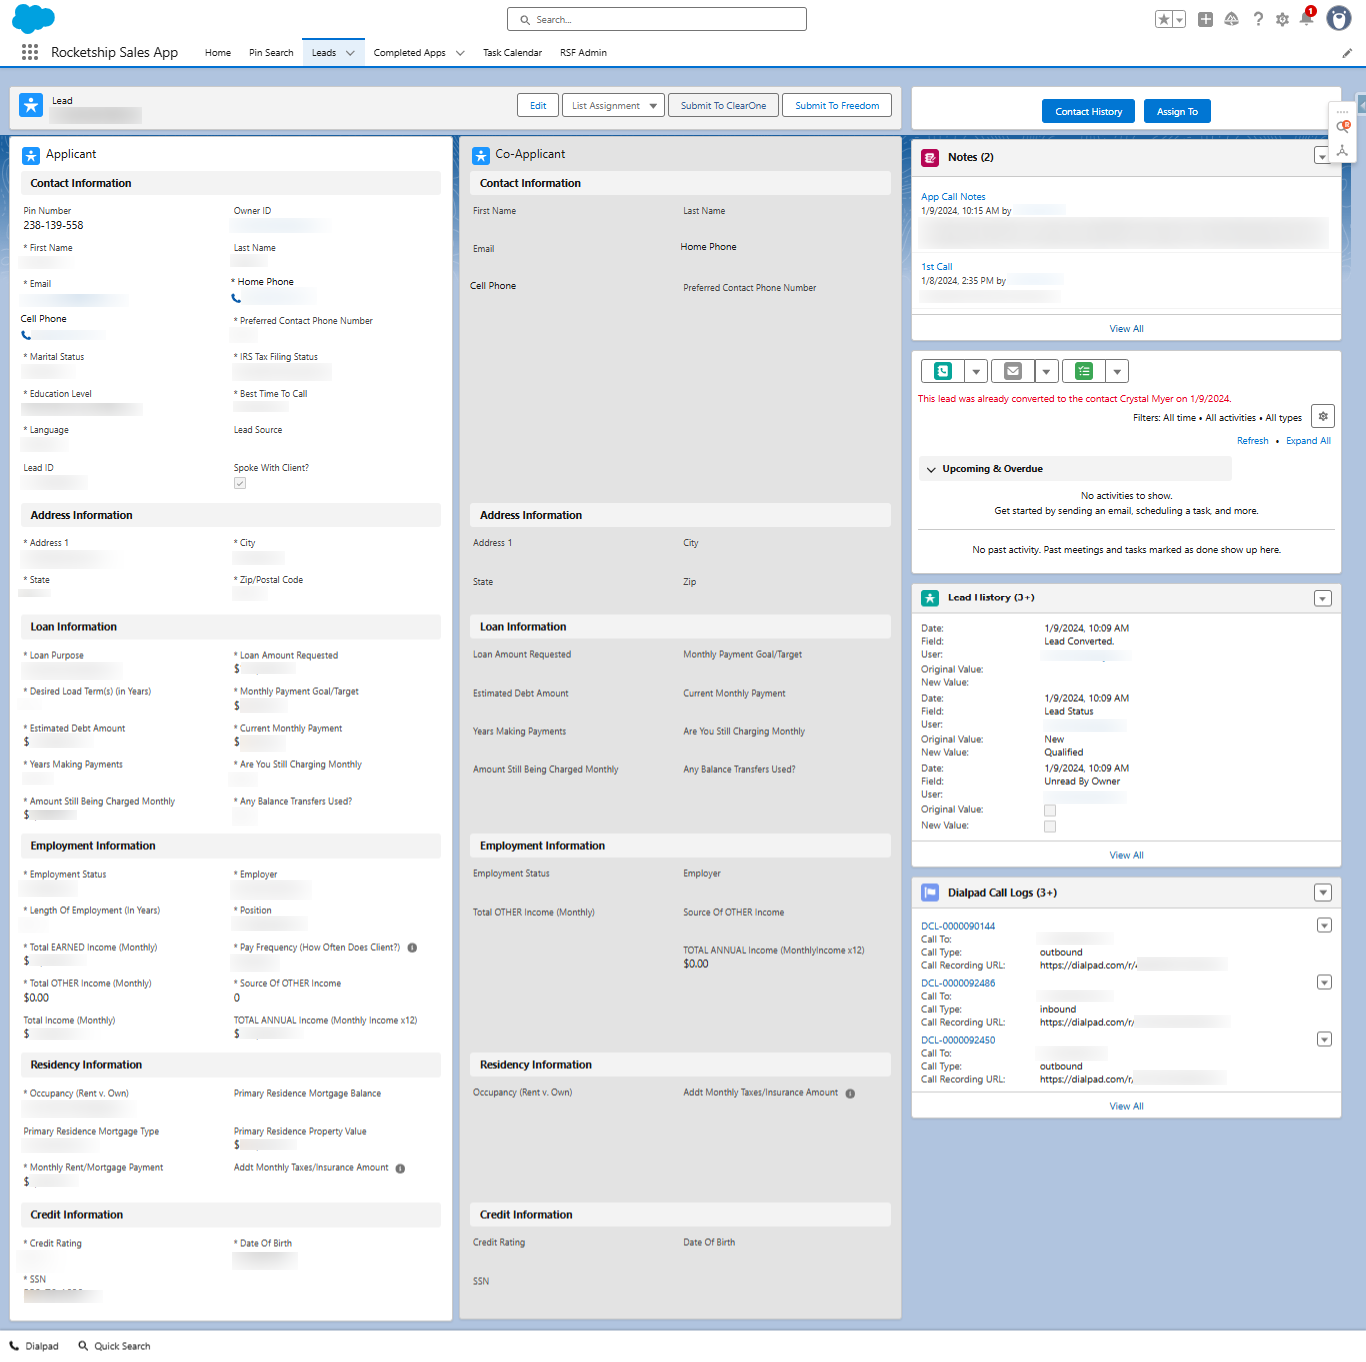 Search...
1
Rocketship Sales App
Home
Pin Search
Leads
Completed Apps
Task Calendar
RSF Admin
Lead
Edit
List Assignment
Submit To ClearOne
Submit To Freedom
Contact History
Assign To
Applicant
Contact Information
Pin Number
Owner ID
238-139-558
* First Name
Last Name
* Email
* Home Phone
Cell Phone
* Preferred Contact Phone Number
* Marital Status
* IRS Tax Filing Status
* Education Level
* Best Time To Call
* Language
Lead Source
Lead ID
Spoke With Client?
Address Information
* Address 1
* City
* State
* Zip/Postal Code
Loan Information
* Loan Purpose
* Loan Amount Requested
$
* Desired Load Term(s) (in Years)
* Monthly Payment Goal/Target
$
* Estimated Debt Amount
* Current Monthly Payment
$
$
* Years Making Payments
* Are You Still Charging Monthly
* Amount Still Being Charged Monthly
* Any Balance Transfers Used?
$
Employment Information
* Employment Status
* Employer
* Length Of Employment (In Years)
* Position
* Total EARNED Income (Monthly)
* Pay Frequency (How Often Does Client?)
$
* Total OTHER Income (Monthly)
* Source Of OTHER Income
$0.00
0
Total Income (Monthly)
TOTAL ANNUAL Income (Monthly Income x12)
$
$
Residency Information
* Occupancy (Rent v. Own)
Primary Residence Mortgage Balance
Primary Residence Mortgage Type
Primary Residence Property Value
$
* Monthly Rent/Mortgage Payment
Addt Monthly Taxes/Insurance Amount
$
Credit Information
* Credit Rating
* Date Of Birth
* SSN
Co-Applicant
Contact Information
First Name
Last Name
Email
Home Phone
Cell Phone
Preferred Contact Phone Number
Address Information
Address 1
City
State
Zip
Loan Information
Loan Amount Requested
Monthly Payment Goal/Target
Estimated Debt Amount
Current Monthly Payment
Years Making Payments
Are You Still Charging Monthly
Amount Still Being Charged Monthly
Any Balance Transfers Used?
Employment Information
Employment Status
Employer
Total OTHER Income (Monthly)
Source Of OTHER Income
TOTAL ANNUAL Income (MonthlyIncome x12)
$0.00
Residency Information
Occupancy (Rent v. Own)
Addt Monthly Taxes/Insurance Amount
Credit Information
Credit Rating
Date Of Birth
SSN
Notes (2)
App Call Notes
1/9/2024, 10:15 AM by
1st Call
1/8/2024, 2:35 PM by
View All
This lead was already converted to the contact Crystal Myer on 1/9/2024.
Filters: All time • All activities • All types
Refresh • Expand All
Upcoming & Overdue
No activities to show.
Get started by sending an email, scheduling a task, and more.
No past activity. Past meetings and tasks marked as done show up here.
Lead History (3+)
Date: 1/9/2024, 10:09 AM
Field: Lead Converted.
User:
Original Value:
New Value:
Date: 1/9/2024, 10:09 AM
Field: Lead Status
User:
Original Value: New
New Value: Qualified
Date: 1/9/2024, 10:09 AM
Field: Unread By Owner
User:
Original Value:
New Value:
View All
Dialpad Call Logs (3+)
DCL-0000090144
Call To:
Call Type: outbound
Call Recording URL: https://dialpad.com/r/
DCL-0000092486
Call To:
Call Type: inbound
Call Recording URL: https://dialpad.com/r/
DCL-0000092450
Call To:
Call Type: outbound
Call Recording URL: https://dialpad.com/r/
View All
Dialpad
Quick Search